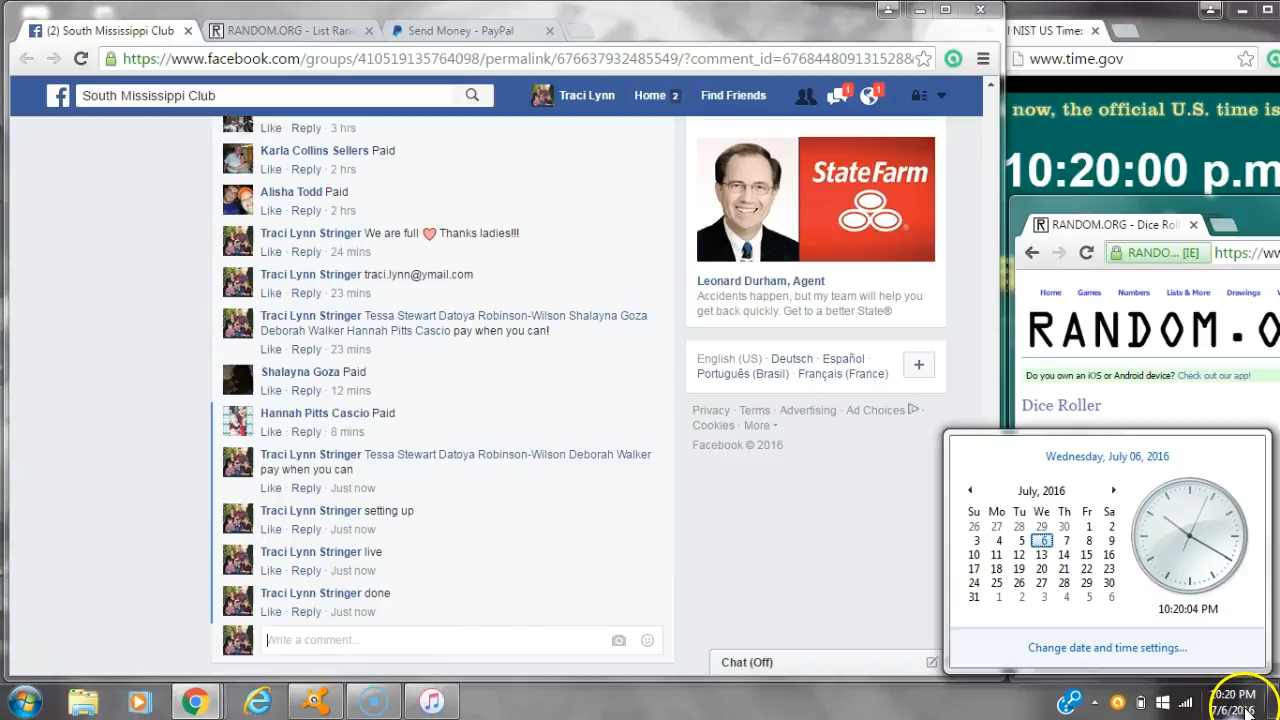 (2) South Mississippi Club
RANDOM.ORG - List Ran
Send Money - PayPal
NIST US Time:
https://www.facebook.com/groups/410519135764098/permalink/676637932485549/?comment_id=676844809131528&
www.time.gov
South Mississippi Club
Traci Lynn
Home 2
Find Friends
1
1
now, the official U.S. time is
10:20:00 p.m
Like · Reply · 3 hrs
Karla Collins Sellers Paid
Like · Reply · 2 hrs
Alisha Todd Paid
Like · Reply · 2 hrs
Traci Lynn Stringer We are full Thanks ladies!!!
Like · Reply · 24 mins
Traci Lynn Stringer traci.lynn@ymail.com
Like · Reply · 23 mins
Traci Lynn Stringer Tessa Stewart Datoya Robinson-Wilson Shalayna Goza
Deborah Walker Hannah Pitts Cascio pay when you can!
Like · Reply · 23 mins
Shalayna Goza Paid
Like · Reply · 12 mins
Hannah Pitts Cascio Paid
Like · Reply · 8 mins
Traci Lynn Stringer Tessa Stewart Datoya Robinson-Wilson Deborah Walker
pay when you can
Like · Reply · Just now
Traci Lynn Stringer setting up
Like · Reply · Just now
Traci Lynn Stringer live
Like · Reply · Just now
Traci Lynn Stringer done
Like · Reply · Just now
Write a comment...
StateFarm
Leonard Durham, Agent
Accidents happen, but my team will help you
get back quickly. Get to a better State®
English (US) · Deutsch · Español ·
Português (Brasil) · Français (France)
Privacy · Terms · Advertising · Ad Choices ·
Cookies · More
Facebook © 2016
Chat (Off)
RANDOM.ORG - Dice Roll
RANDO... [IE]
https://ww
Home Games Numbers Lists & More Drawings
RANDOM.O
Do you own an iOS or Android device? Check out our app!
Dice Roller
Wednesday, July 06, 2016
July, 2016
Su Mo Tu We Th Fr Sa
26 27 28 29 30 1 2
3 4 5 6 7 8 9
10 11 12 13 14 15 16
17 18 19 20 21 22 23
24 25 26 27 28 29 30
31 1 2 3 4 5 6
10:20:04 PM
Change date and time settings...
10:20 PM
7/6/2016